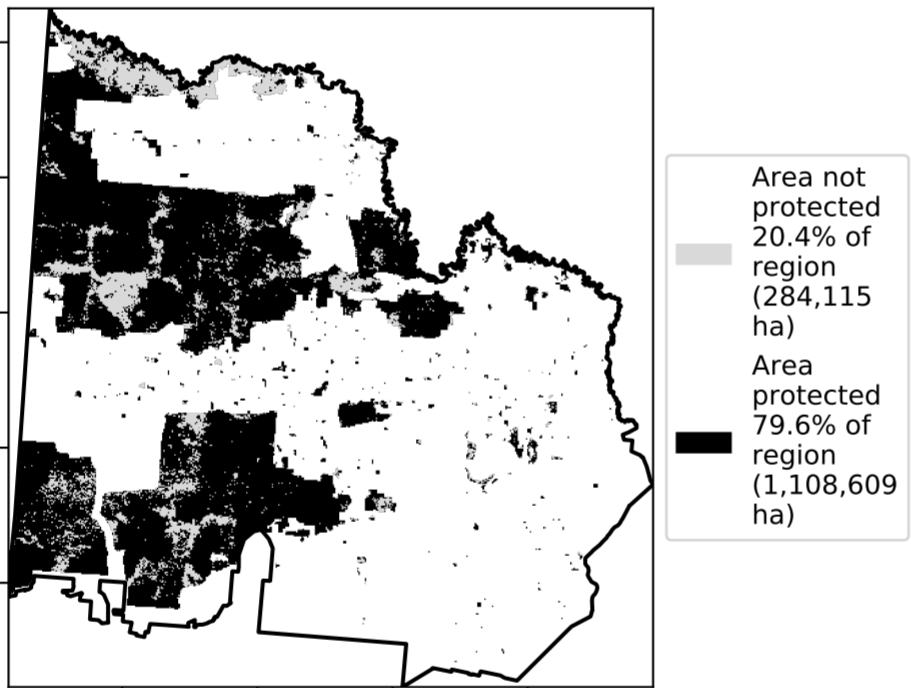 Area not
protected
20.4% of
region
(284,115
ha)
Area
protected
79.6% of
region
(1,108,609
ha)